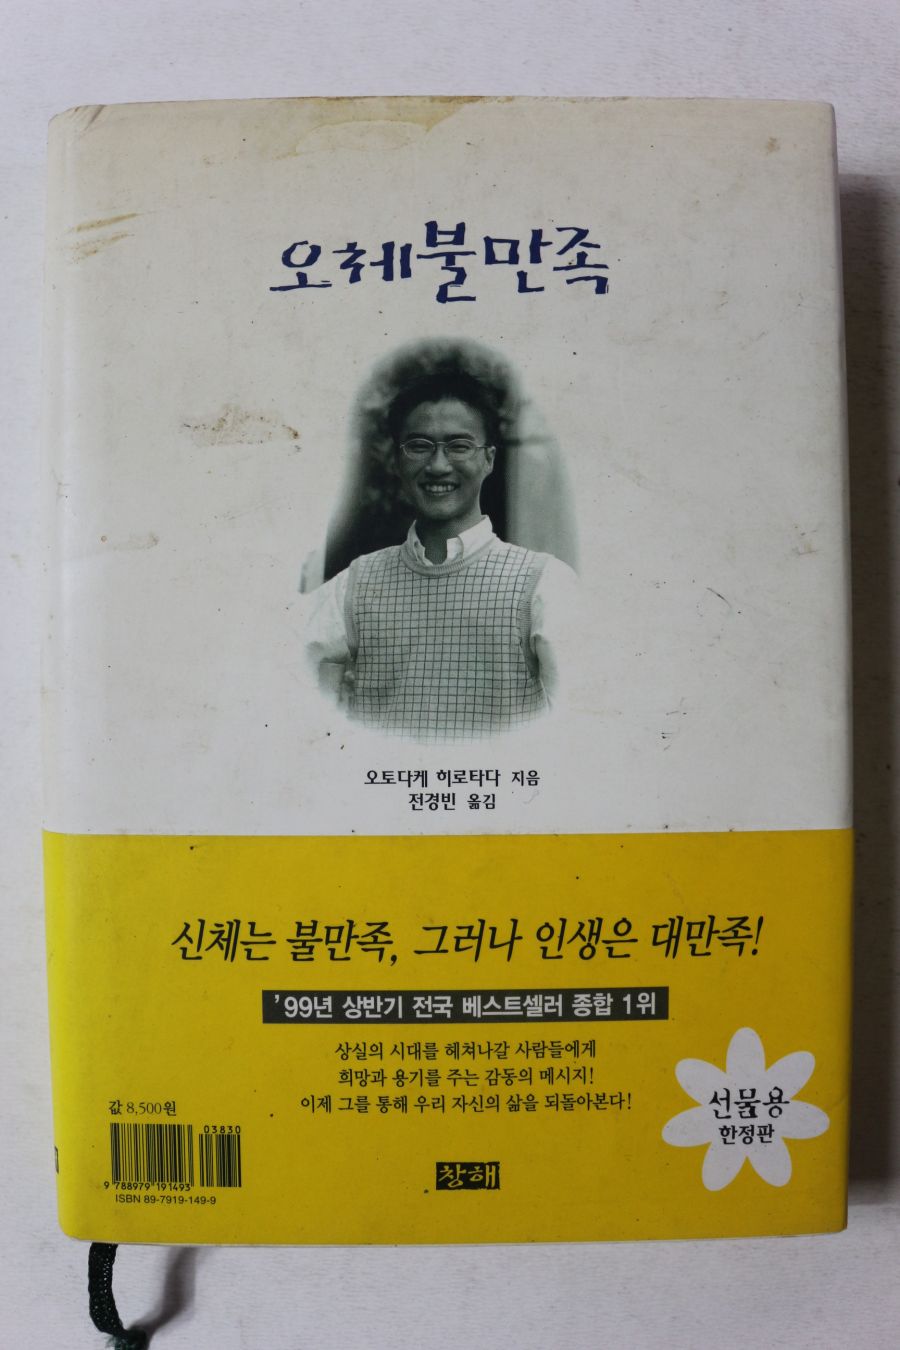 오체불만족
오토다케 히로타다 지음
전경빈 옮김
신체는 불만족, 그러나 인생은 대만족!
'99년 상반기 전국 베스트셀러 종합 1위
상실의 시대를 헤쳐나갈 사람들에게
희망과 용기를 주는 감동의 메시지!
이제 그를 통해 우리 자신의 삶을 되돌아본다!
선물용
한정판
값 8,500원
03830
9 788979 191493
ISBN 89-7919-149-9
창해